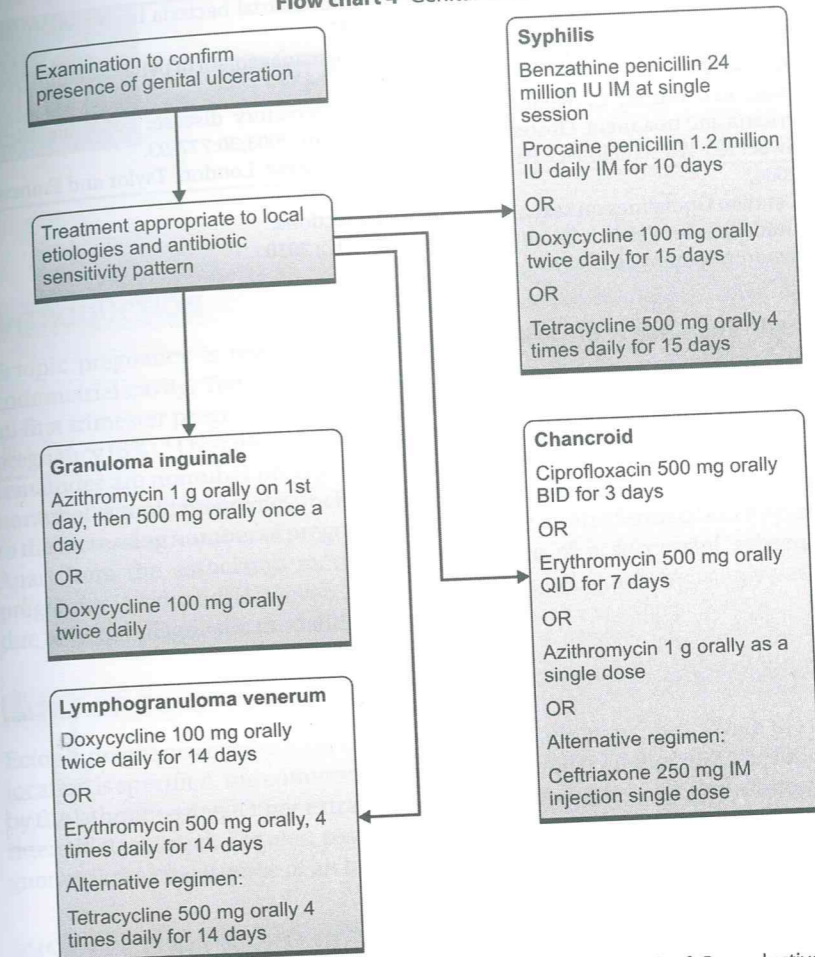 Flow chart 4
Examination to confirm
presence of genital ulceration
Treatment appropriate to local
etiologies and antibiotic
sensitivity pattern
Syphilis
Benzathine penicillin 24
million IU IM at single
session
Procaine penicillin 1.2 million
IU daily IM for 10 days
OR
Doxycycline 100 mg orally
twice daily for 15 days
OR
Tetracycline 500 mg orally 4
times daily for 15 days
Granuloma inguinale
Azithromycin 1 g orally on 1st
day, then 500 mg orally once a
day
OR
Doxycycline 100 mg orally
twice daily
Chancroid
Ciprofloxacin 500 mg orally
BID for 3 days
OR
Erythromycin 500 mg orally
QID for 7 days
OR
Azithromycin 1 g orally as a
single dose
OR
Alternative regimen:
Ceftriaxone 250 mg IM
injection single dose
Lymphogranuloma venerum
Doxycycline 100 mg orally
twice daily for 14 days
OR
Erythromycin 500 mg orally, 4
times daily for 14 days
Alternative regimen:
Tetracycline 500 mg orally 4
times daily for 14 days